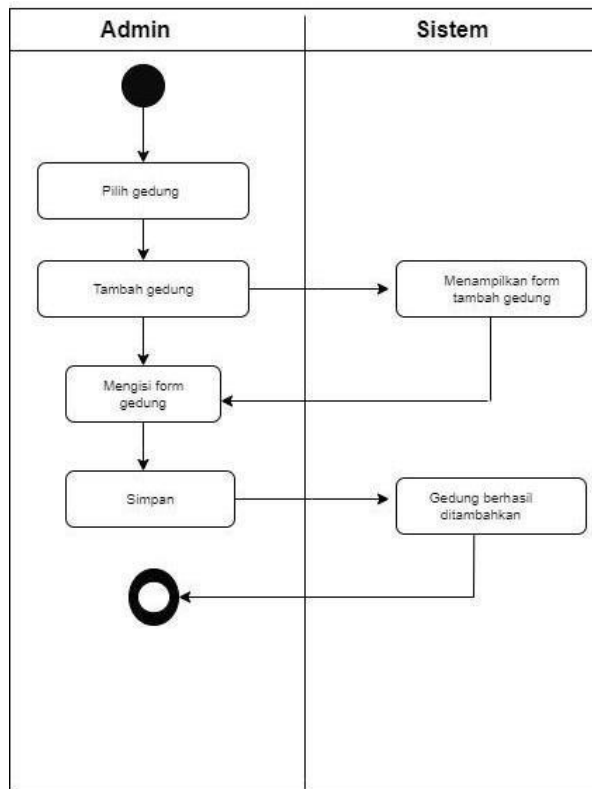 Admin
Sistem
Pilih gedung
Tambah gedung
Menampilkan form
tambah gedung
Mengisi form
gedung
Simpan
Gedung berhasil
ditambahkan